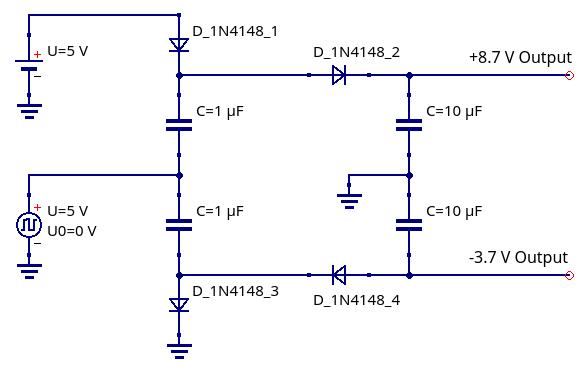 D_1N4148_1
U=5 V
+
−
D_1N4148_2
+8.7 V Output
C=1 µF
C=10 µF
+
U=5 V
U0=0 V
−
C=1 µF
C=10 µF
-3.7 V Output
D_1N4148_3
D_1N4148_4